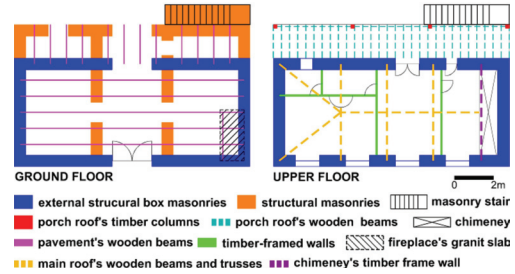 GROUND FLOOR
UPPER FLOOR
0 2m
external strucural box masonries
structural masonries
masonry stair
porch roof's timber columns
porch roof's wooden beams
chimney
pavement's wooden beams
timber-framed walls
fireplace's granit slab
main roof's wooden beams and trusses
chimney's timber frame wall